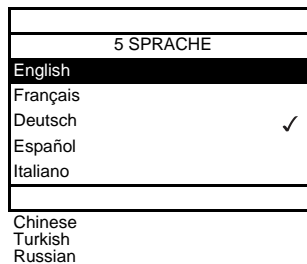 5 SPRACHE
English
Français
Deutsch ✓
Español
Italiano
Chinese
Turkish
Russian